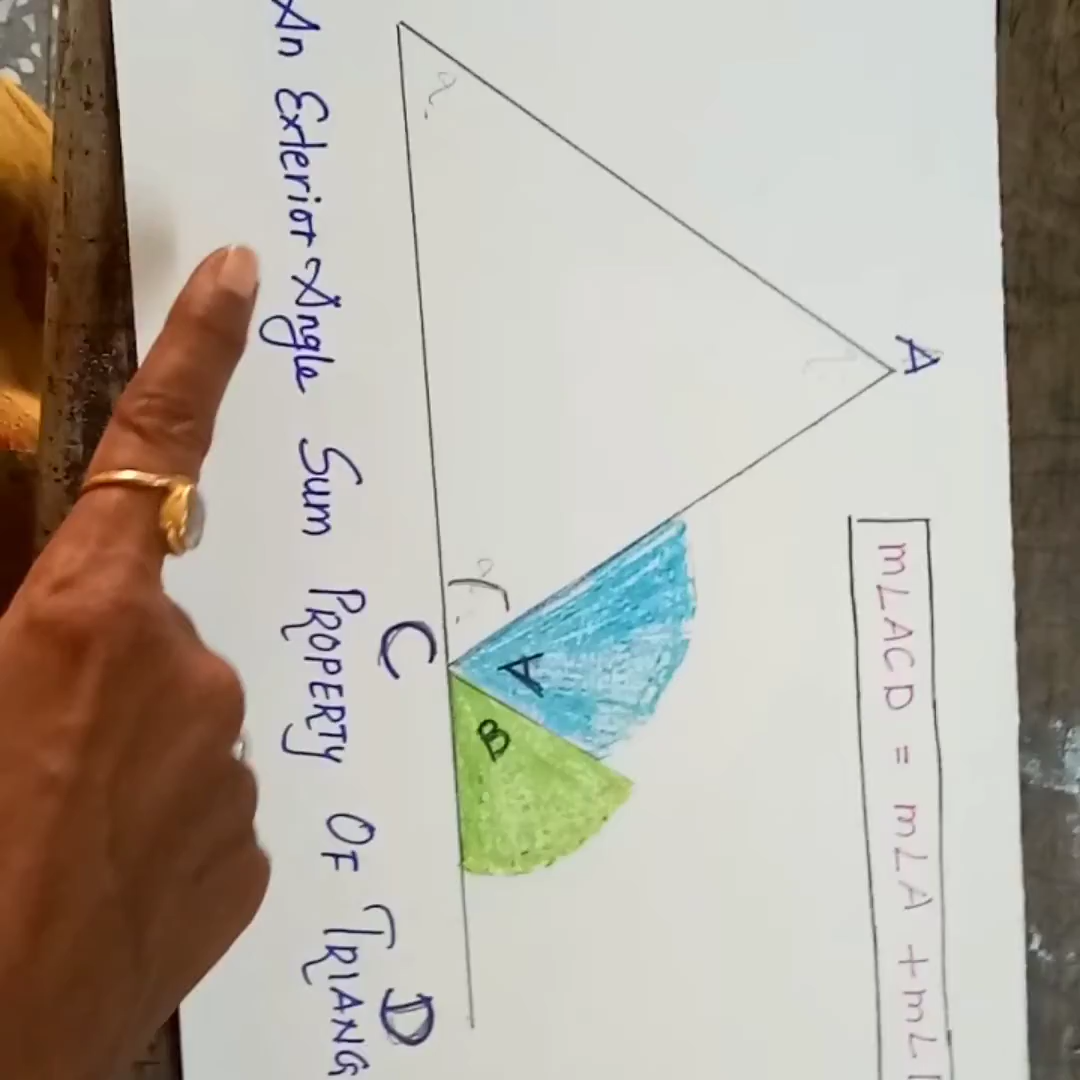 A
m∠ACD = m∠A + m∠
A
B
C
D
An Exterior Angle Sum PROPERTY OF TRIANG